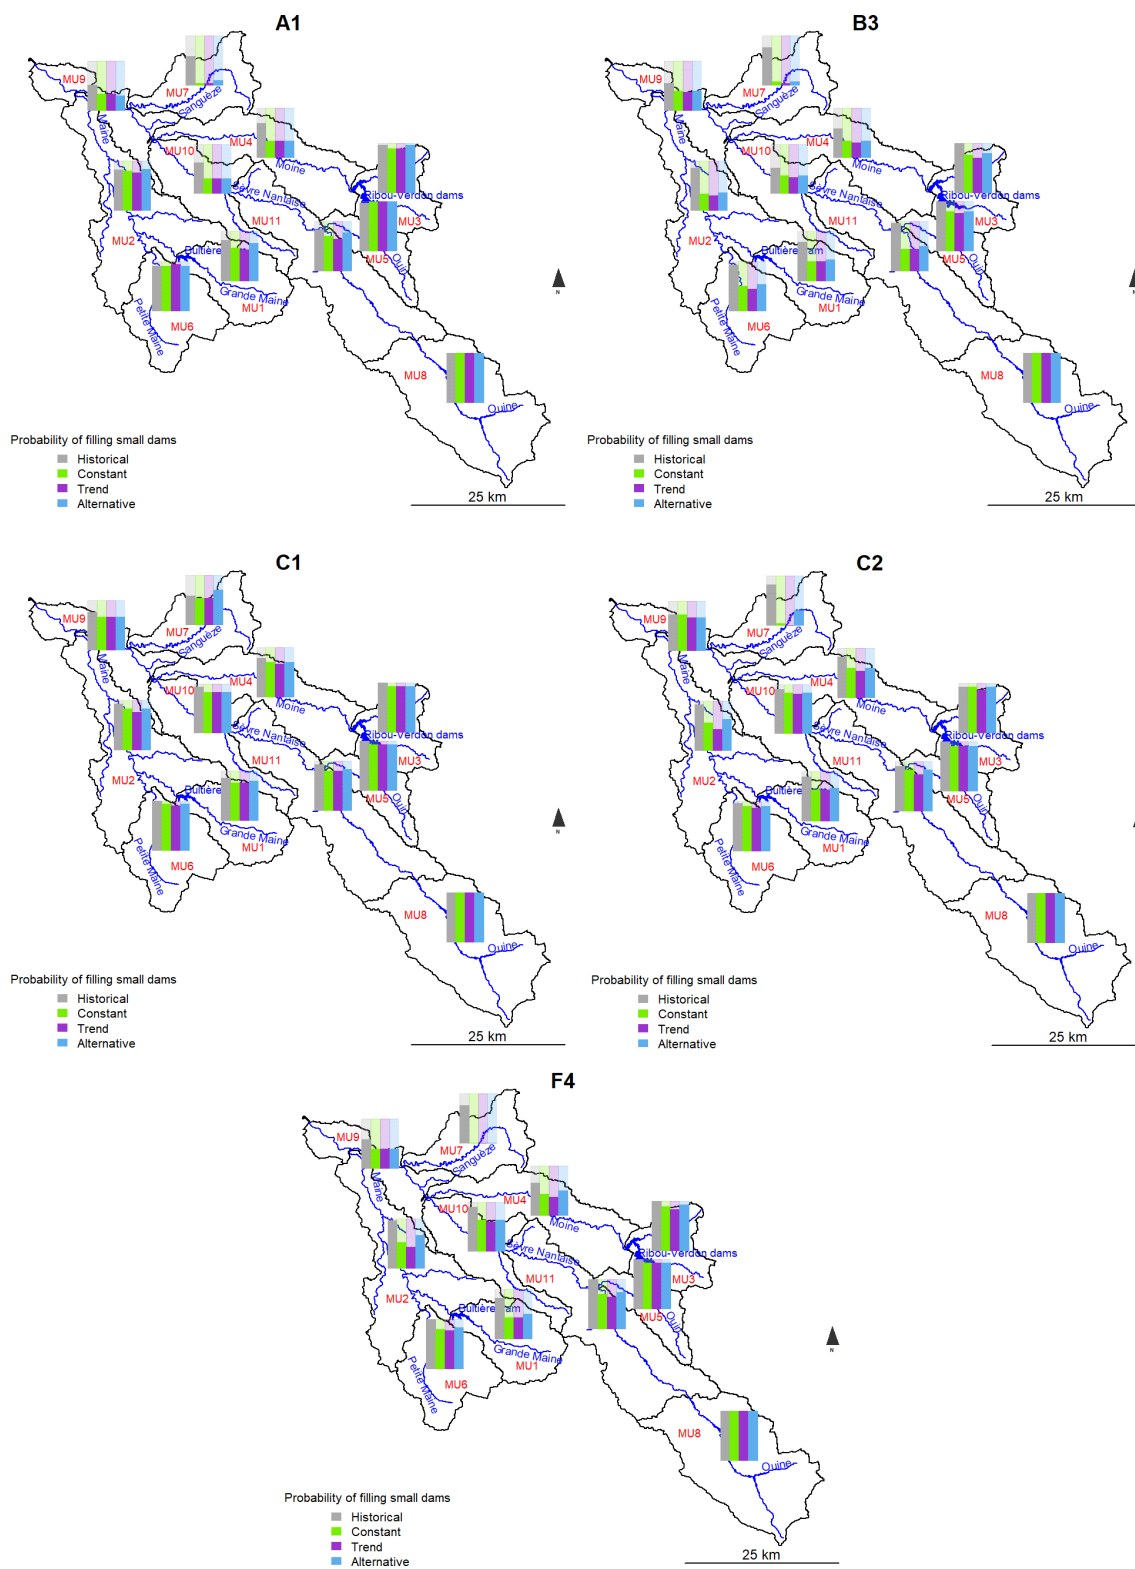 A1
MU9
MU7
Sanguèze
Maine
MU4
MU10
Moine
Sèvre Nantaise
Ribou-Verdon dams
MU11
MU3
MU2
Bultière
MU5
Ouin
Grande Maine
MU1
Petite Maine
MU6
N
MU8
Ouine
Probability of filling small dams
Historical
Constant
Trend
Alternative
25 km
B3
MU9
MU7
Sanguèze
Maine
MU4
MU10
Moine
Sèvre Nantaise
Ribou-Verdon dams
MU11
MU3
MU2
Bultière am
MU5
Ouin
Grande Maine
MU1
Petite Maine
MU6
N
MU8
Ouine
Probability of filling small dams
Historical
Constant
Trend
Alternative
25 km
C1
MU9
MU7
Sanguèze
Maine
MU4
MU10
Moine
Sèvre Nantaise
Ribou-Verdon dams
MU11
MU3
MU2
Bultière
MU5
Ouin
Grande Maine
MU1
Petite Maine
MU6
N
MU8
Ouine
Probability of filling small dams
Historical
Constant
Trend
Alternative
25 km
C2
MU9
MU7
Sanguèze
Maine
MU4
MU10
Moine
Sèvre Nantaise
Ribou-Verdon dams
MU11
MU3
MU2
Bultière
MU5
Ouin
Grande Maine
MU1
Petite Maine
MU6
N
MU8
Ouine
Probability of filling small dams
Historical
Constant
Trend
Alternative
25 km
F4
MU9
MU7
Sanguèze
Maine
MU4
MU10
Moine
Sèvre Nantaise
Ribou-Verdon dams
MU11
MU3
MU2
Bultière am
MU5
Ouin
Grande Maine
MU1
Petite Maine
MU6
N
MU8
Ouine
Probability of filling small dams
Historical
Constant
Trend
Alternative
25 km